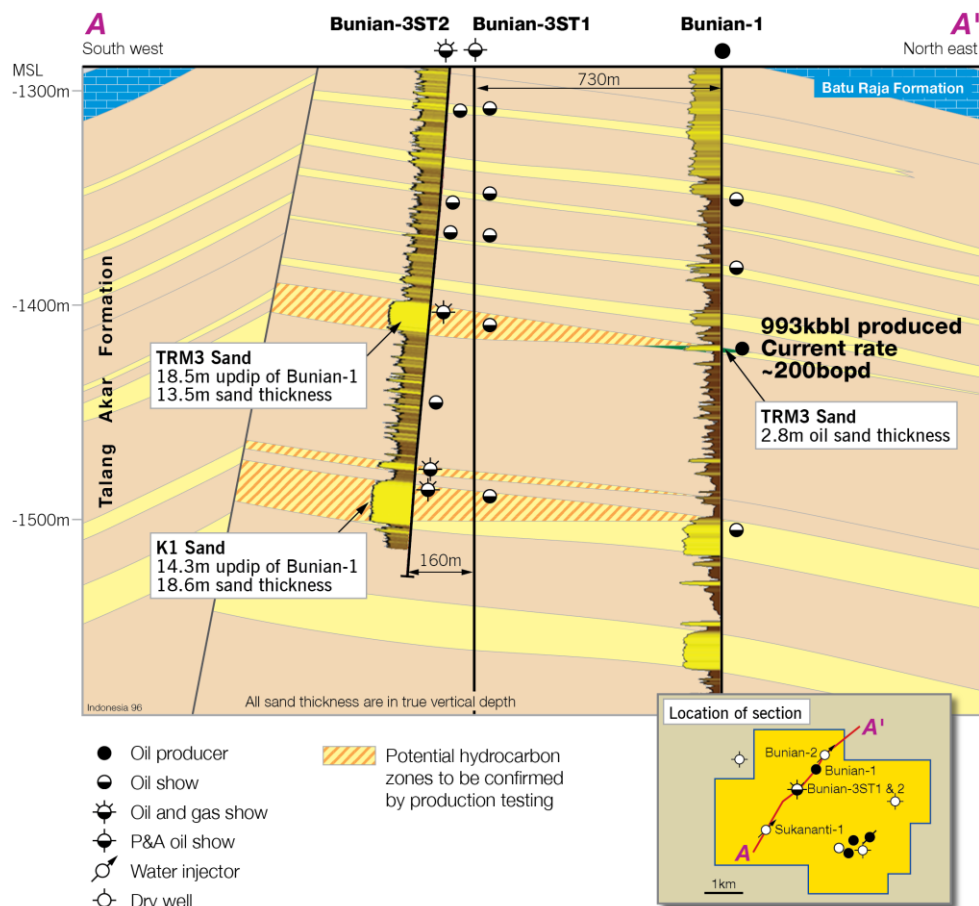 A
Bunian-3ST2
Bunian-3ST1
Bunian-1
A'
South west
North east
MSL
730m
-1300m
Batu Raja Formation
-1400m
Talang Akar Formation
993kbbl produced
Current rate
~200bopd
TRM3 Sand
18.5m updip of Bunian-1
13.5m sand thickness
TRM3 Sand
2.8m oil sand thickness
-1500m
K1 Sand
14.3m updip of Bunian-1
18.6m sand thickness
160m
Indonesia 96
All sand thickness are in true vertical depth
Location of section
A'
Bunian-2
Bunian-1
Bunian-3ST1 & 2
Sukananti-1
A
1km
Oil producer
Oil show
Oil and gas show
P&A oil show
Water injector
Dry well
Potential hydrocarbon
zones to be confirmed
by production testing